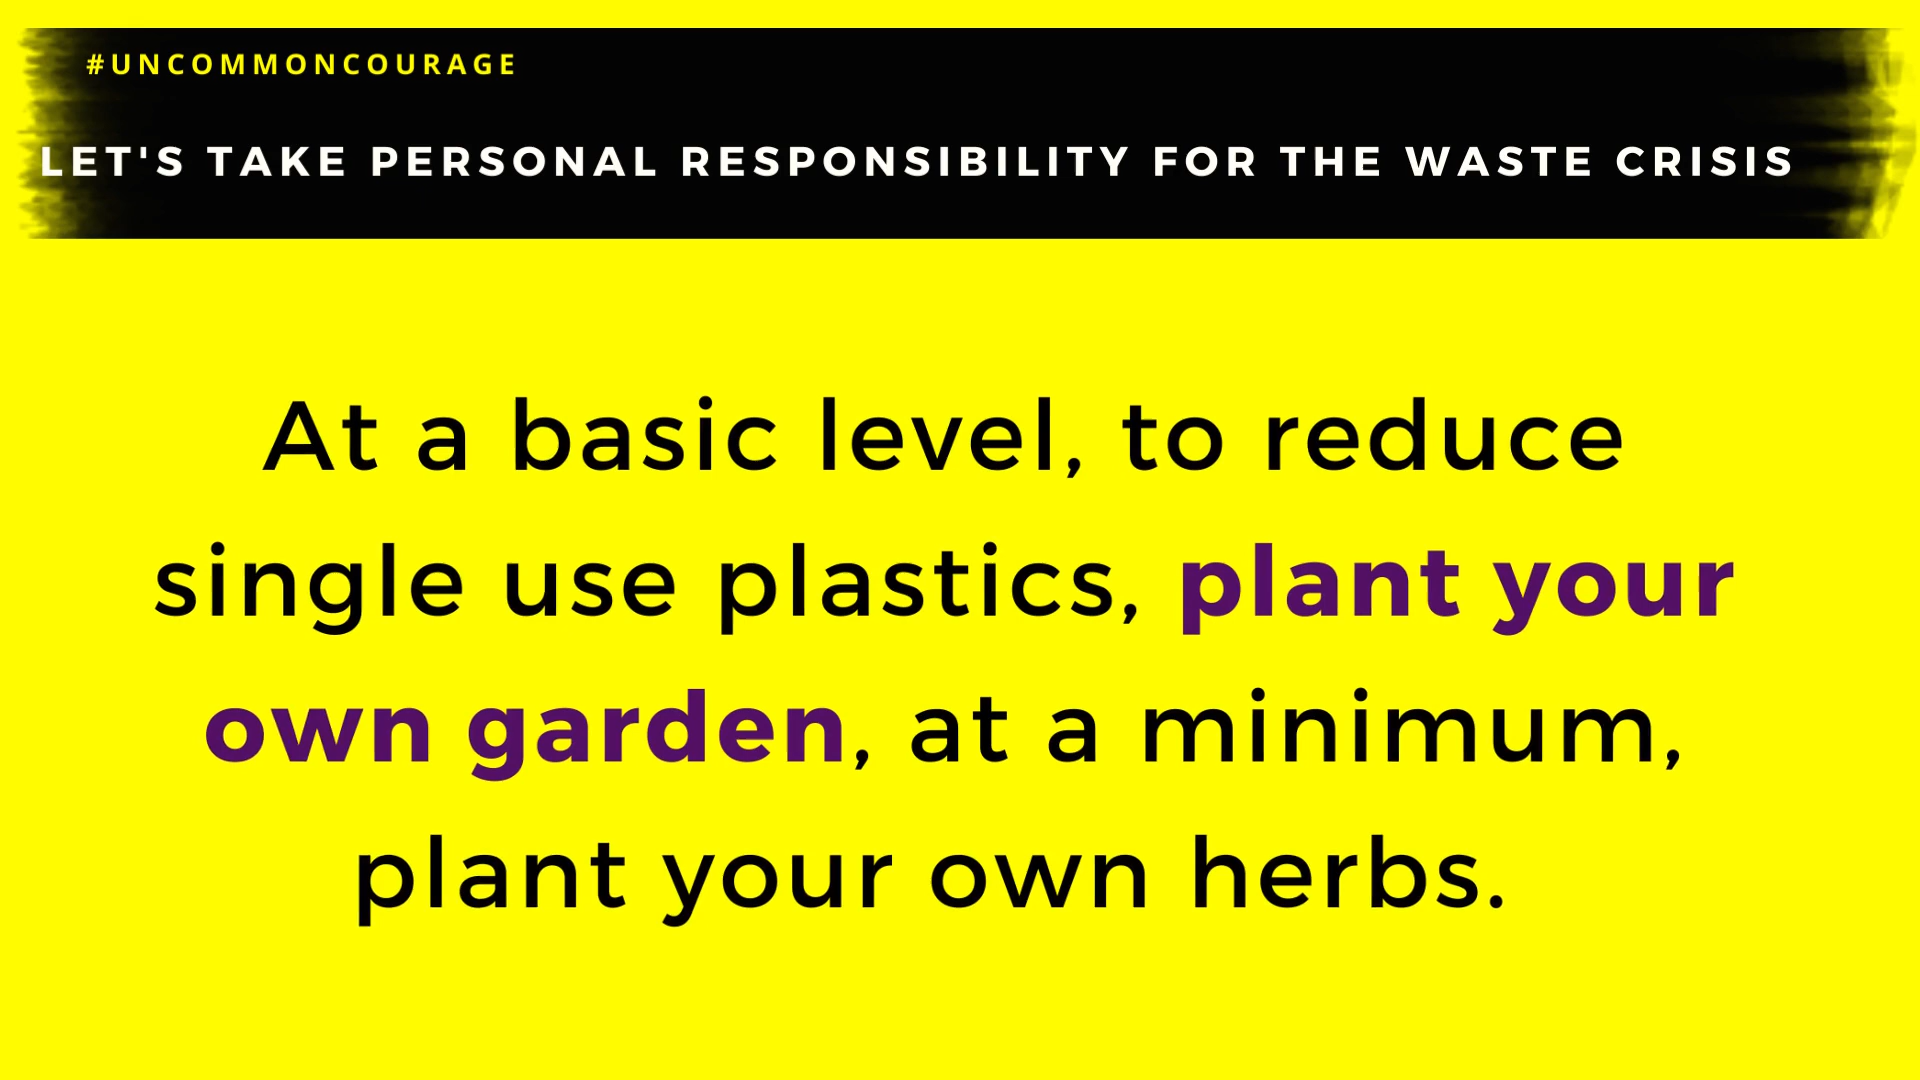 #UNCOMMONCOURAGE
LET'S TAKE PERSONAL RESPONSIBILITY FOR THE WASTE CRISIS
At a basic level, to reduce
single use plastics, plant your
own garden, at a minimum,
plant your own herbs.